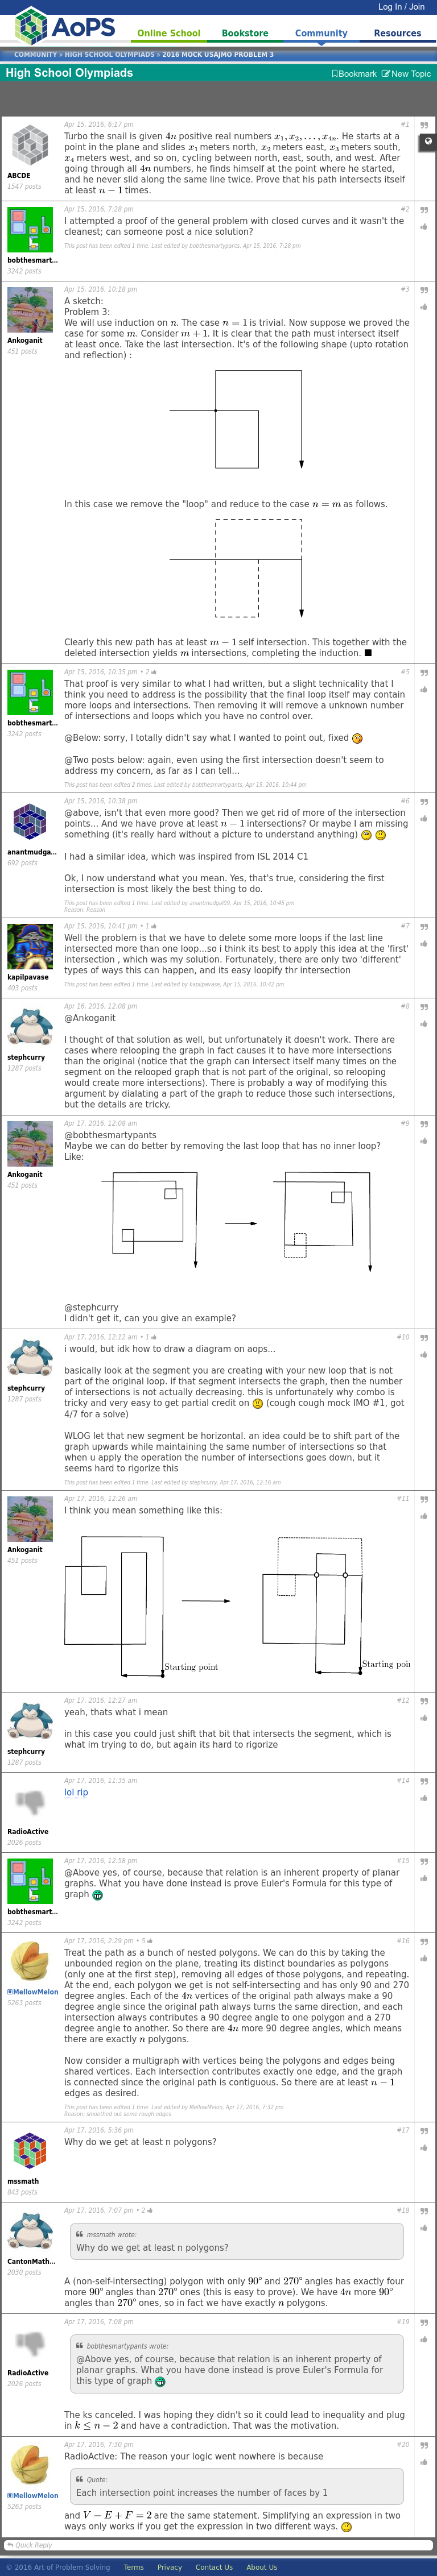 Log In / Join
AoPS
Online School
Bookstore
Community
Resources
COMMUNITY » HIGH SCHOOL OLYMPIADS » 2016 MOCK USAJMO PROBLEM 3
High School Olympiads
Bookmark New Topic
Apr 15, 2016, 6:17 pm #1
ABCDE
1547 posts
Turbo the snail is given 4n positive real numbers x₁, x₂, . . . , x₄ₙ. He starts at a
point in the plane and slides x₁ meters north, x₂ meters east, x₃ meters south,
x₄ meters west, and so on, cycling between north, east, south, and west. After
going through all 4n numbers, he finds himself at the point where he started,
and he never slid along the same line twice. Prove that his path intersects itself
at least n − 1 times.
Apr 15, 2016, 7:28 pm #2
bobthesmart...
3242 posts
I attempted a proof of the general problem with closed curves and it wasn't the
cleanest; can someone post a nice solution?
This post has been edited 1 time. Last edited by bobthesmartypants, Apr 15, 2016, 7:28 pm
Apr 15, 2016, 10:18 pm #3
Ankoganit
451 posts
A sketch:
Problem 3:
We will use induction on n. The case n = 1 is trivial. Now suppose we proved the
case for some m. Consider m + 1. It is clear that the path must intersect itself
at least once. Take the last intersection. It's of the following shape (upto rotation
and reflection) :
In this case we remove the "loop" and reduce to the case n = m as follows.
Clearly this new path has at least m − 1 self intersection. This together with the
deleted intersection yields m intersections, completing the induction. ■
Apr 15, 2016, 10:35 pm • 2 #5
bobthesmart...
3242 posts
That proof is very similar to what I had written, but a slight technicality that I
think you need to address is the possibility that the final loop itself may contain
more loops and intersections. Then removing it will remove a unknown number
of intersections and loops which you have no control over.
@Below: sorry, I totally didn't say what I wanted to point out, fixed
@Two posts below: again, even using the first intersection doesn't seem to
address my concern, as far as I can tell...
This post has been edited 2 times. Last edited by bobthesmartypants, Apr 15, 2016, 10:44 pm
Apr 15, 2016, 10:38 pm #6
anantmudga...
692 posts
@above, isn't that even more good? Then we get rid of more of the intersection
points... And we have prove at least n − 1 intersections? Or maybe I am missing
something (it's really hard without a picture to understand anything)
I had a similar idea, which was inspired from ISL 2014 C1
Ok, I now understand what you mean. Yes, that's true, considering the first
intersection is most likely the best thing to do.
This post has been edited 1 time. Last edited by anantmudgal09, Apr 15, 2016, 10:45 pm
Reason: Reason
Apr 15, 2016, 10:41 pm • 1 #7
kapilpavase
403 posts
Well the problem is that we have to delete some more loops if the last line
intersected more than one loop...so i think its best to apply this idea at the 'first'
intersection , which was my solution. Fortunately, there are only two 'different'
types of ways this can happen, and its easy loopify thr intersection
This post has been edited 1 time. Last edited by kapilpavase, Apr 15, 2016, 10:42 pm
Apr 16, 2016, 12:08 pm #8
stephcurry
1287 posts
@Ankoganit
I thought of that solution as well, but unfortunately it doesn't work. There are
cases where relooping the graph in fact causes it to have more intersections
than the original (notice that the graph can intersect itself many times on the
segment on the relooped graph that is not part of the original, so relooping
would create more intersections). There is probably a way of modifying this
argument by dialating a part of the graph to reduce those such intersections,
but the details are tricky.
Apr 17, 2016, 12:08 am #9
Ankoganit
451 posts
@bobthesmartypants
Maybe we can do better by removing the last loop that has no inner loop?
Like:
@stephcurry
I didn't get it, can you give an example?
Apr 17, 2016, 12:12 am • 1 #10
stephcurry
1287 posts
i would, but idk how to draw a diagram on aops...
basically look at the segment you are creating with your new loop that is not
part of the original loop. if that segment intersects the graph, then the number
of intersections is not actually decreasing. this is unfortunately why combo is
tricky and very easy to get partial credit on (cough cough mock IMO #1, got
4/7 for a solve)
WLOG let that new segment be horizontal. an idea could be to shift part of the
graph upwards while maintaining the same number of intersections so that
when u apply the operation the number of intersections goes down, but it
seems hard to rigorize this
This post has been edited 1 time. Last edited by stephcurry, Apr 17, 2016, 12:16 am
Apr 17, 2016, 12:26 am #11
Ankoganit
451 posts
I think you mean something like this:
Starting point
Starting poin
Apr 17, 2016, 12:27 am #12
stephcurry
1287 posts
yeah, thats what i mean
in this case you could just shift that bit that intersects the segment, which is
what im trying to do, but again its hard to rigorize
Apr 17, 2016, 11:35 am #14
RadioActive
2026 posts
lol rip
Apr 17, 2016, 12:58 pm #15
bobthesmart...
3242 posts
@Above yes, of course, because that relation is an inherent property of planar
graphs. What you have done instead is prove Euler's Formula for this type of
graph
Apr 17, 2016, 2:29 pm • 5 #16
MellowMelon
5263 posts
Treat the path as a bunch of nested polygons. We can do this by taking the
unbounded region on the plane, treating its distinct boundaries as polygons
(only one at the first step), removing all edges of those polygons, and repeating.
At the end, each polygon we get is not self-intersecting and has only 90 and 270
degree angles. Each of the 4n vertices of the original path always make a 90
degree angle since the original path always turns the same direction, and each
intersection always contributes a 90 degree angle to one polygon and a 270
degree angle to another. So there are 4n more 90 degree angles, which means
there are exactly n polygons.
Now consider a multigraph with vertices being the polygons and edges being
shared vertices. Each intersection contributes exactly one edge, and the graph
is connected since the original path is contiguous. So there are at least n − 1
edges as desired.
This post has been edited 1 time. Last edited by MellowMelon, Apr 17, 2016, 7:32 pm
Reason: smoothed out some rough edges
Apr 17, 2016, 5:36 pm #17
mssmath
843 posts
Why do we get at least n polygons?
Apr 17, 2016, 7:07 pm • 2 #18
CantonMath...
2030 posts
mssmath wrote:
Why do we get at least n polygons?
A (non-self-intersecting) polygon with only 90° and 270° angles has exactly four
more 90° angles than 270° ones (this is easy to prove). We have 4n more 90°
angles than 270° ones, so in fact we have exactly n polygons.
Apr 17, 2016, 7:08 pm #19
RadioActive
2026 posts
bobthesmartypants wrote:
@Above yes, of course, because that relation is an inherent property of
planar graphs. What you have done instead is prove Euler's Formula for
this type of graph
The ks canceled. I was hoping they didn't so it could lead to inequality and plug
in k ≤ n − 2 and have a contradiction. That was the motivation.
Apr 17, 2016, 7:30 pm #20
MellowMelon
5263 posts
RadioActive: The reason your logic went nowhere is because
Quote:
Each intersection point increases the number of faces by 1
and V − E + F = 2 are the same statement. Simplifying an expression in two
ways only works if you get the expression in two different ways.
Quick Reply
© 2016 Art of Problem Solving Terms Privacy Contact Us About Us